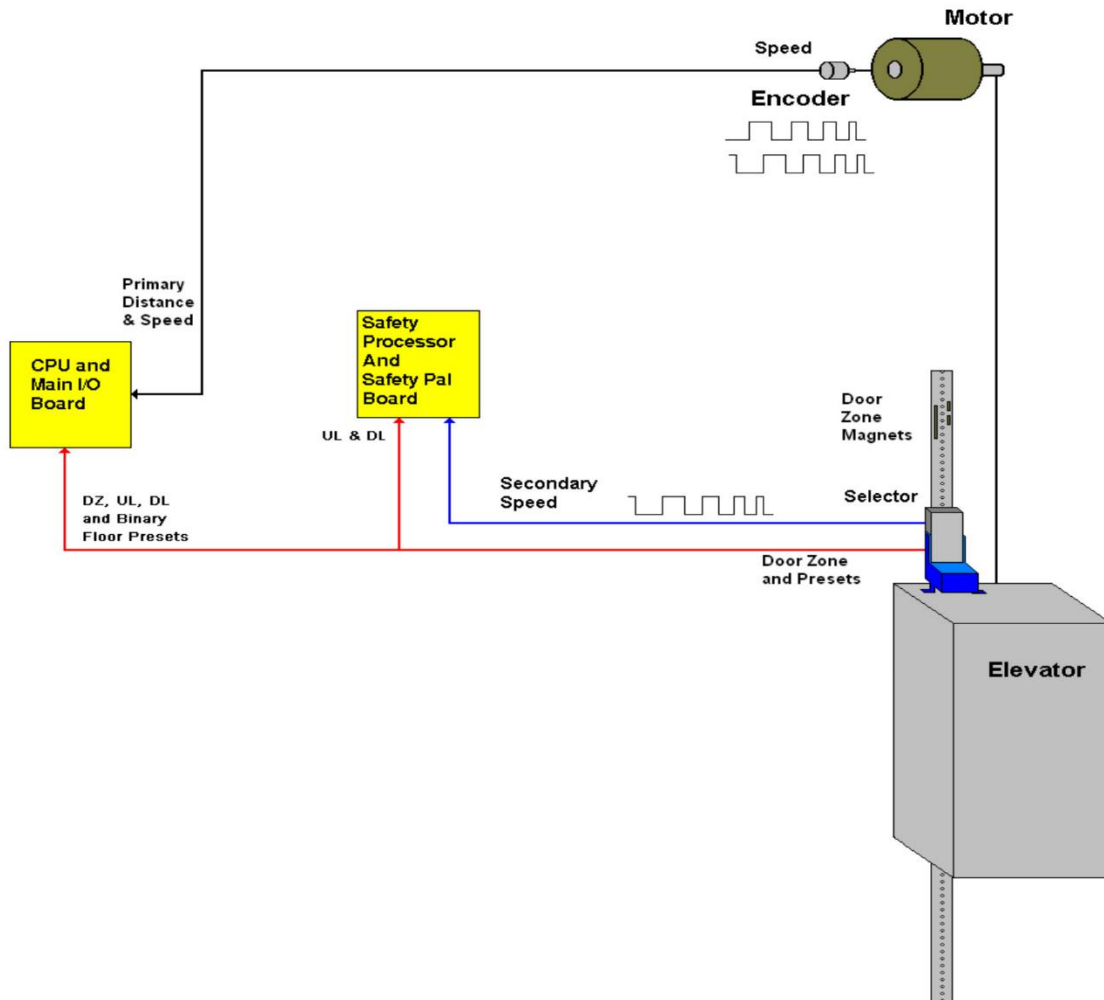 Motor
Speed
Encoder
Primary
Distance
& Speed
Safety
Processor
And
Safety Pal
Board
CPU and
Main I/O
Board
UL & DL
Door
Zone
Magnets
Secondary
Speed
Selector
DZ, UL, DL
and Binary
Floor Presets
Door Zone
and Presets
Elevator